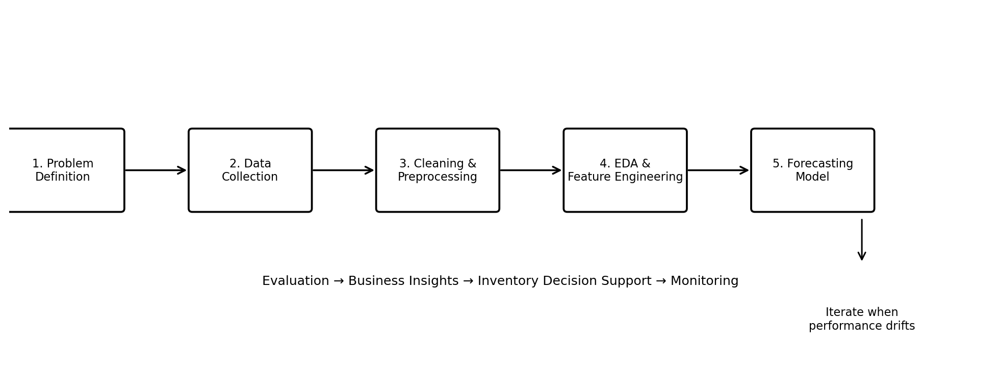 1. Problem
Definition
2. Data
Collection
3. Cleaning &
Preprocessing
4. EDA &
Feature Engineering
5. Forecasting
Model
Evaluation → Business Insights → Inventory Decision Support → Monitoring
Iterate when
performance drifts